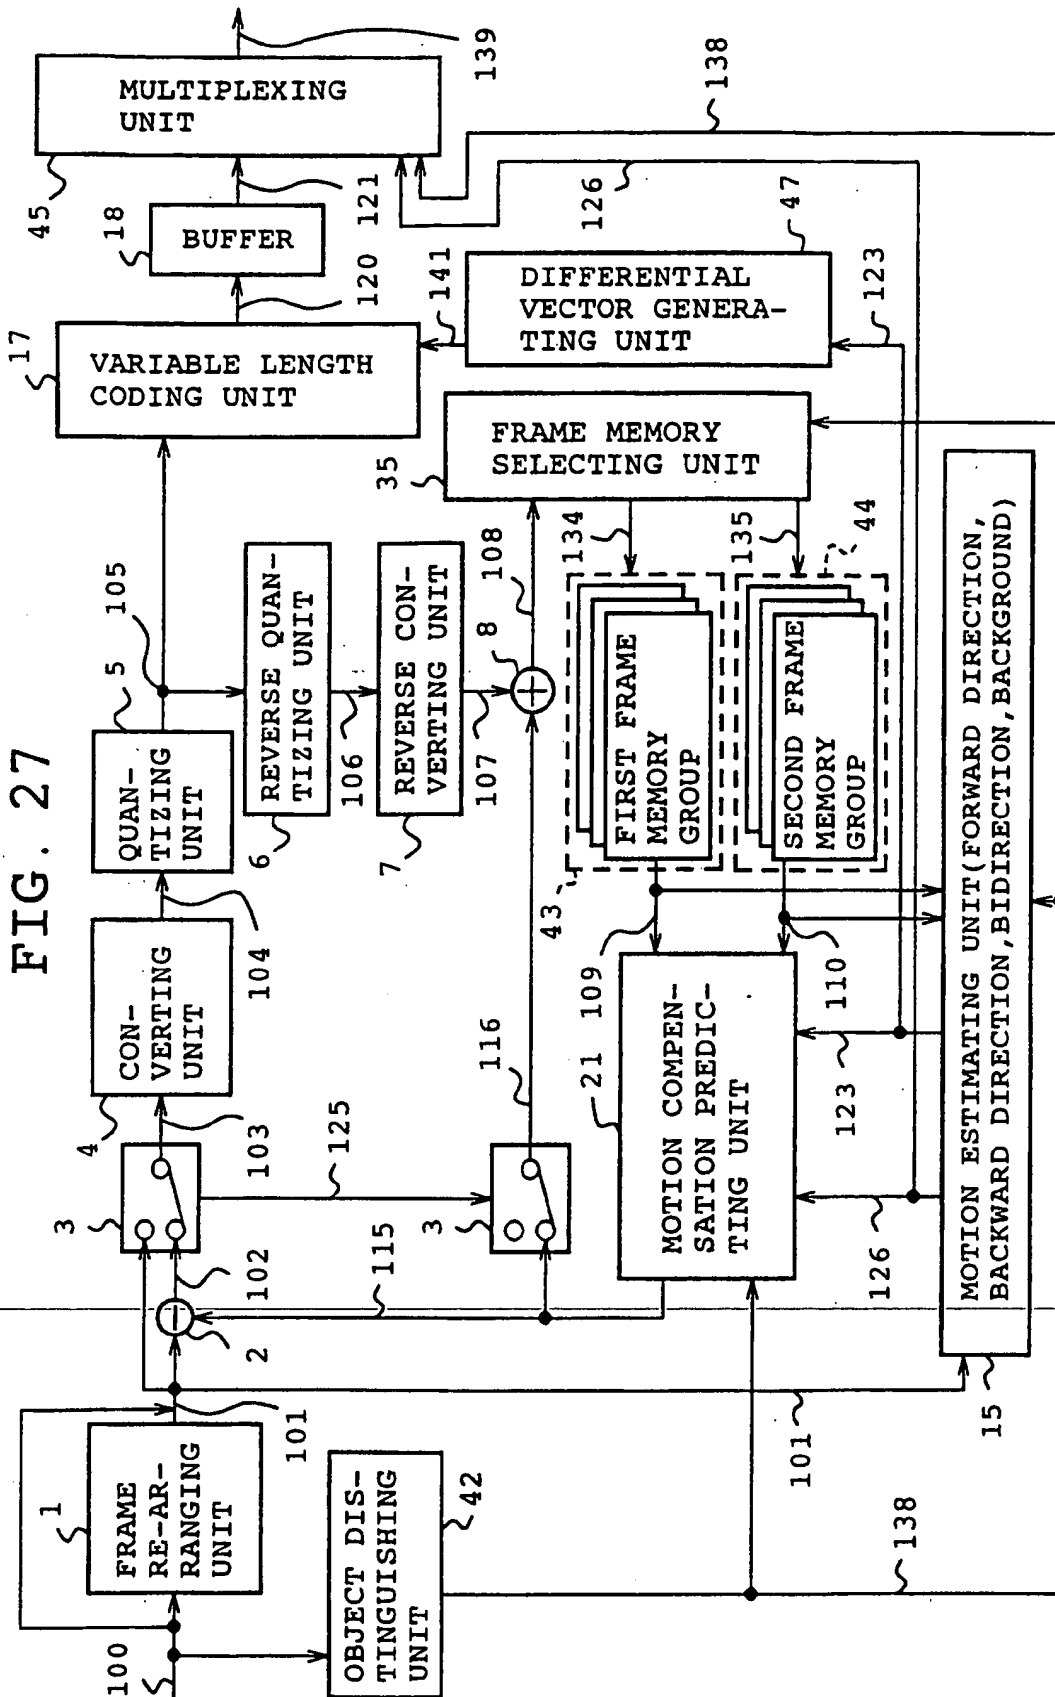 FIG. 27
100
1
FRAME
RE-AR-
RANGING
UNIT
101
2
102
3
103
4
CON-
VERTING
UNIT
104
5
QUAN-
TIZING
UNIT
105
17
VARIABLE LENGTH
CODING UNIT
120
18
BUFFER
121
45
MULTIPLEXING
UNIT
139
OBJECT DIS-
TINGUISHING
UNIT
42
115
125
3
116
6
REVERSE QUAN-
TIZING UNIT
106
7
REVERSE CON-
VERTING UNIT
107
8
108
35
FRAME MEMORY
SELECTING UNIT
141
DIFFERENTIAL
VECTOR GENERA-
TING UNIT
47
126
138
123
134
135
43
FIRST FRAME
MEMORY
GROUP
SECOND FRAME
MEMORY
GROUP
44
109
110
21
MOTION COMPEN-
SATION PREDIC-
TING UNIT
126
123
101
138
15
MOTION ESTIMATING UNIT(FORWARD DIRECTION,
BACKWARD DIRECTION,BIDIRECTION,BACKGROUND)